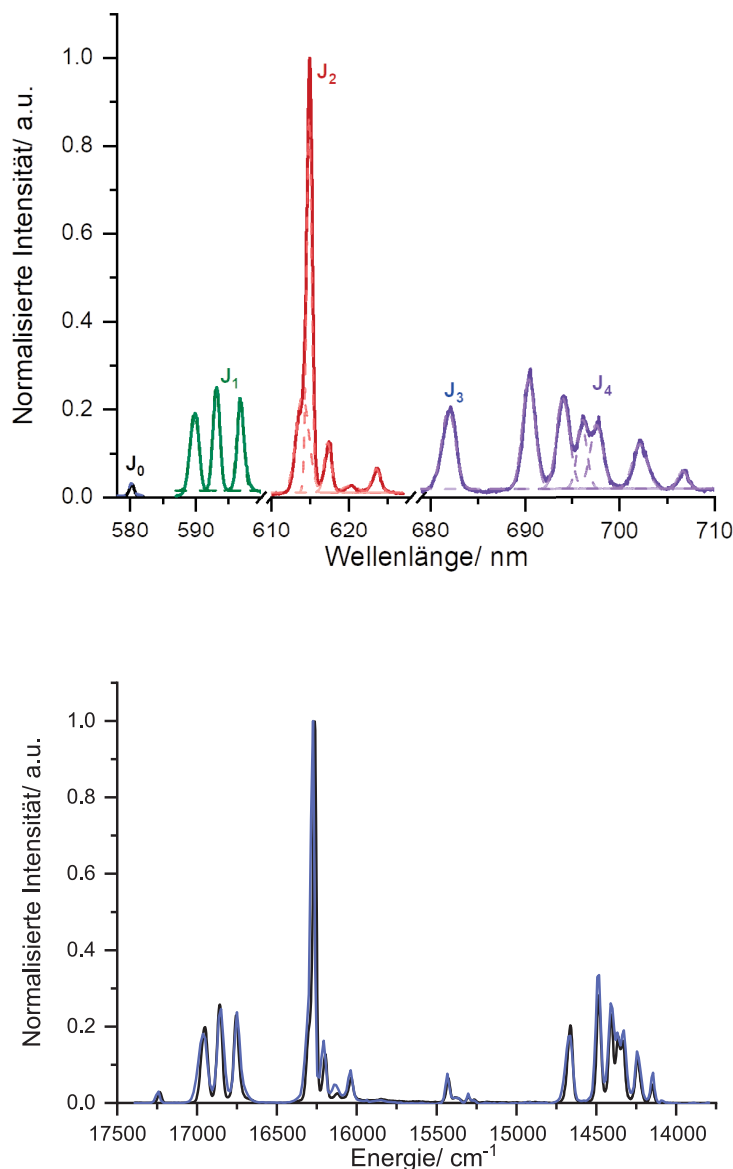 Normalisierte Intensität/ a.u.
1.0
0.8
0.6
0.4
0.2
0.0
J0
J1
J2
J3
J4
580 590 610 620 680 690 700 710
Wellenlänge/ nm
Normalisierte Intensität/ a.u.
1.0
0.8
0.6
0.4
0.2
0.0
17500 17000 16500 16000 15500 15000 14500 14000
Energie/ cm-1